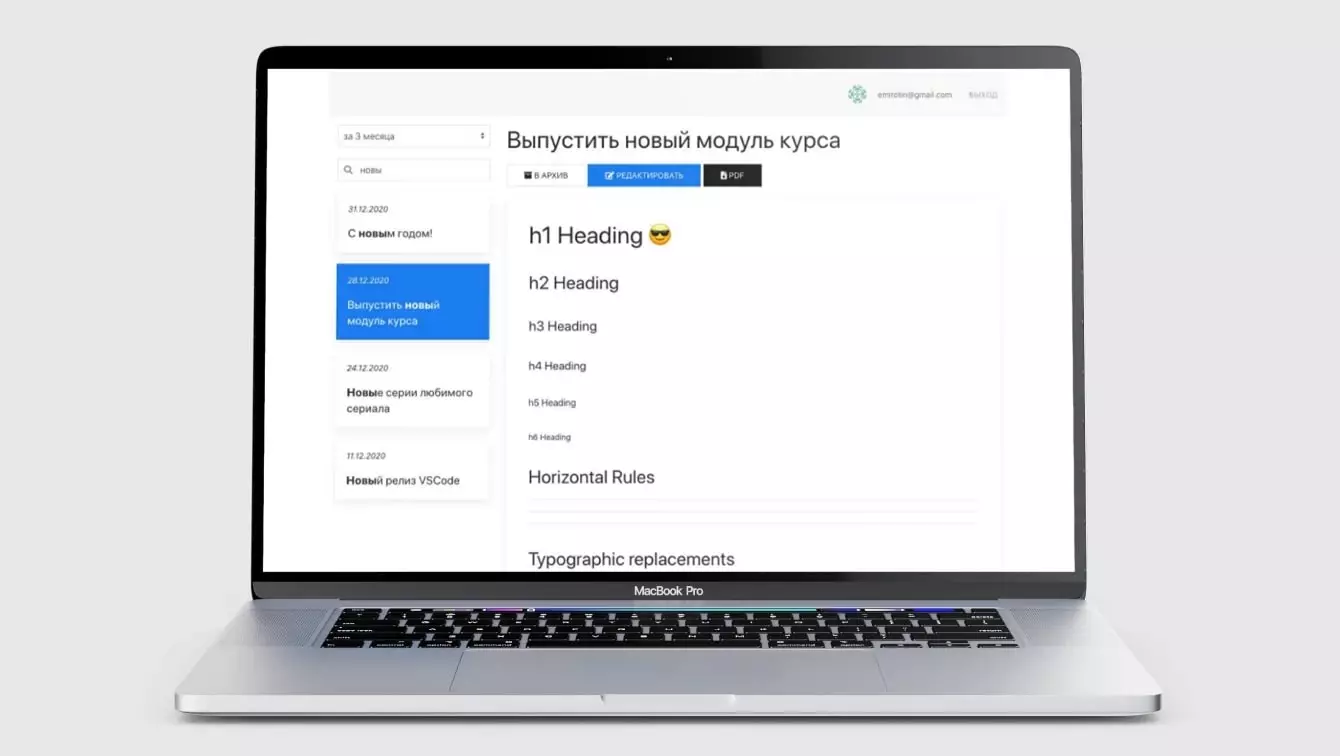 emrolin@gmail.com ВЫХОД
за 3 месяца
новы
31.12.2020
С новым годом!
28.12.2020
Выпустить новый
модуль курса
24.12.2020
Новые серии любимого
сериала
11.12.2020
Новый релиз VSCode
Выпустить новый модуль курса
В АРХИВ РЕДАКТИРОВАТЬ PDF
h1 Heading 😎
h2 Heading
h3 Heading
h4 Heading
h5 Heading
h6 Heading
Horizontal Rules
Typographic replacements
MacBook Pro